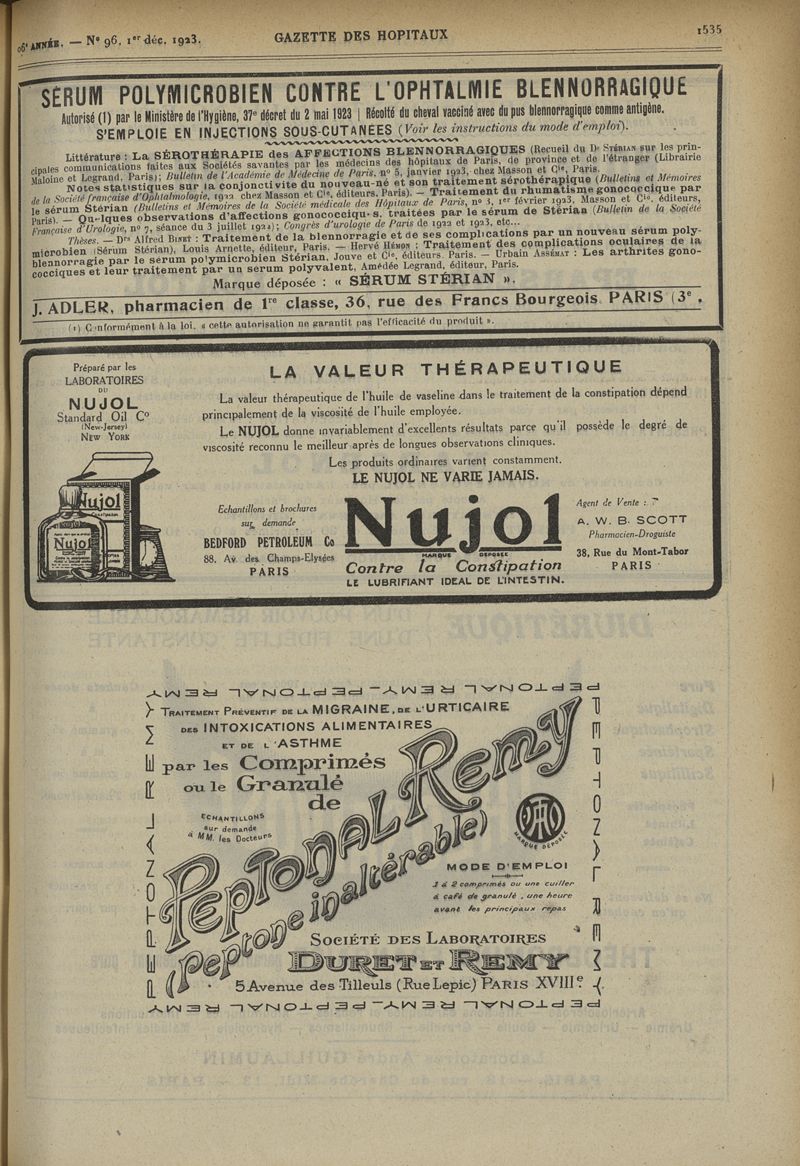 96e ANNÉE. — No 96. 1er déc. 1923.
GAZETTE DES HOPITAUX
1535
SÉRUM POLYMICROBIEN CONTRE L'OPHTALMIE BLENNORRAGIQUE
Autorisé (1) par le Ministère de l'Hygiène, 37e décret du 2 mai 1923 | Récolté du cheval vacciné avec du pus blennorragique comme antigène.
S'EMPLOIE EN INJECTIONS SOUS-CUTANEES (Voir les instructions du mode d'emploi).
Littérature : LA SÉROTHÉRAPIE des AFFECTIONS BLENNORRAGIQUES (Recueil du Dr STÉRIAN sur les principales communications faites aux Sociétés savantes par les médecins des hôpitaux de Paris, de province et de l'étranger (Librairie
Maloine et Legrand, Paris); Bulletin de l'Académie de Médecine de Paris, no 5, janvier 1923, chez Masson et Cie, Paris.
Notes statistiques sur la conjonctivite du nouveau-né et son traitement sérothérapique (Bulletins et Mémoires
de la Société française d'Ophtalmologie, 1922 chez Masson et Cie, éditeurs, Paris). — Traitement du rhumatisme gonococcique par
le sérum Stérian (Bulletins et Mémoires de la Société médicale des Hôpitaux de Paris, no 3, 1er février 1923, Masson et Cie, éditeurs,
Paris). — Quelques observations d'affections gonococciques, traitées par le sérum de Stérian (Bulletin de la Société
Française d'Urologie, no 7, séance du 3 juillet 1922); Congrès d'urologie de Paris de 1922 et 1923, etc...
Thèses. — Drs Alfred BINET : Traitement de la blennorragie et de ses complications par un nouveau sérum polymicrobien (Sérum Stérian), Louis Arnette, éditeur, Paris. — Hervé HÉMON : Traitement des complications oculaires de la
blennorragie par le serum polymicrobien Stérian, Jouve et Cie, éditeurs, Paris. — Urbain ASSÉMAT : Les arthrites gonococciques et leur traitement par un serum polyvalent, Amédée Legrand, éditeur, Paris.
Marque déposée : « SÉRUM STÉRIAN ».
J. ADLER, pharmacien de 1re classe, 36, rue des Francs Bourgeois PARIS (3e.
(1) Conformément à la loi, « cette autorisation ne garantit pas l'efficacité du produit ».
Préparé par les
LABORATOIRES
DU
NUJOL
Standard Oil Co
(New-Jersey)
NEW YORK
LA VALEUR THÉRAPEUTIQUE
La valeur thérapeutique de l'huile de vaseline dans le traitement de la constipation dépend
principalement de la viscosité de l'huile employée.
Le NUJOL donne invariablement d'excellents résultats parce qu'il possède le degré de
viscosité reconnu le meilleur après de longues observations cliniques.
Les produits ordinaires varient constamment.
LE NUJOL NE VARIE JAMAIS.
Nujol
Nujol
Echantillons et brochures
sur demande
BEDFORD PETROLEUM Co
88, Av. des Champs-Elysées
PARIS
Nujol
MARQUE DEPOSEE
Contre la Constipation
LE LUBRIFIANT IDEAL DE L'INTESTIN.
Agent de Vente :
A. W. B. SCOTT
Pharmacien-Droguiste
38, Rue du Mont-Tabor
PARIS
PEPTONAL REMY — PEPTONAL REMY
TRAITEMENT PRÉVENTIF DE LA MIGRAINE, DE L'URTICAIRE
DES INTOXICATIONS ALIMENTAIRES
ET DE L'ASTHME
par les Comprimés
ou le Granulé
de
ECHANTILLONS
sur demande
à MM. les Docteurs
PEPTONAL REMY
(peptone inaltérable)
MARQUE DÉPOSÉE
MODE D'EMPLOI
1 à 2 comprimés ou une cuiller
à café de granulé, une heure
avant les principaux repas
SOCIÉTÉ DES LABORATOIRES
DURET ET REMY
5 Avenue des Tilleuls (Rue Lepic) PARIS XVIIIe
PEPTONAL REMY — PEPTONAL REMY
PEPTONAL REMY
PEPTONAL REMY